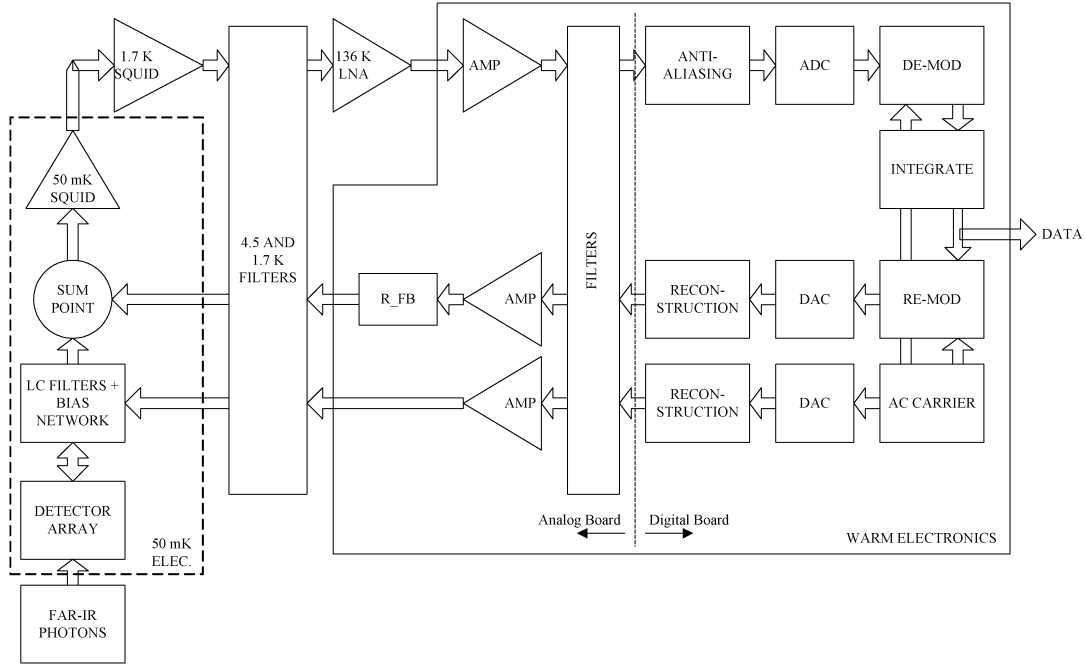 1.7 K
SQUID
136 K
LNA
AMP
ANTI-
ALIASING
ADC
DE-MOD
50 mK
SQUID
INTEGRATE
DATA
4.5 AND
1.7 K
FILTERS
FILTERS
SUM
POINT
R_FB
AMP
RECON-
STRUCTION
DAC
RE-MOD
LC FILTERS +
BIAS
NETWORK
AMP
RECON-
STRUCTION
DAC
AC CARRIER
DETECTOR
ARRAY
50 mK
ELEC.
Analog Board
Digital Board
WARM ELECTRONICS
FAR-IR
PHOTONS